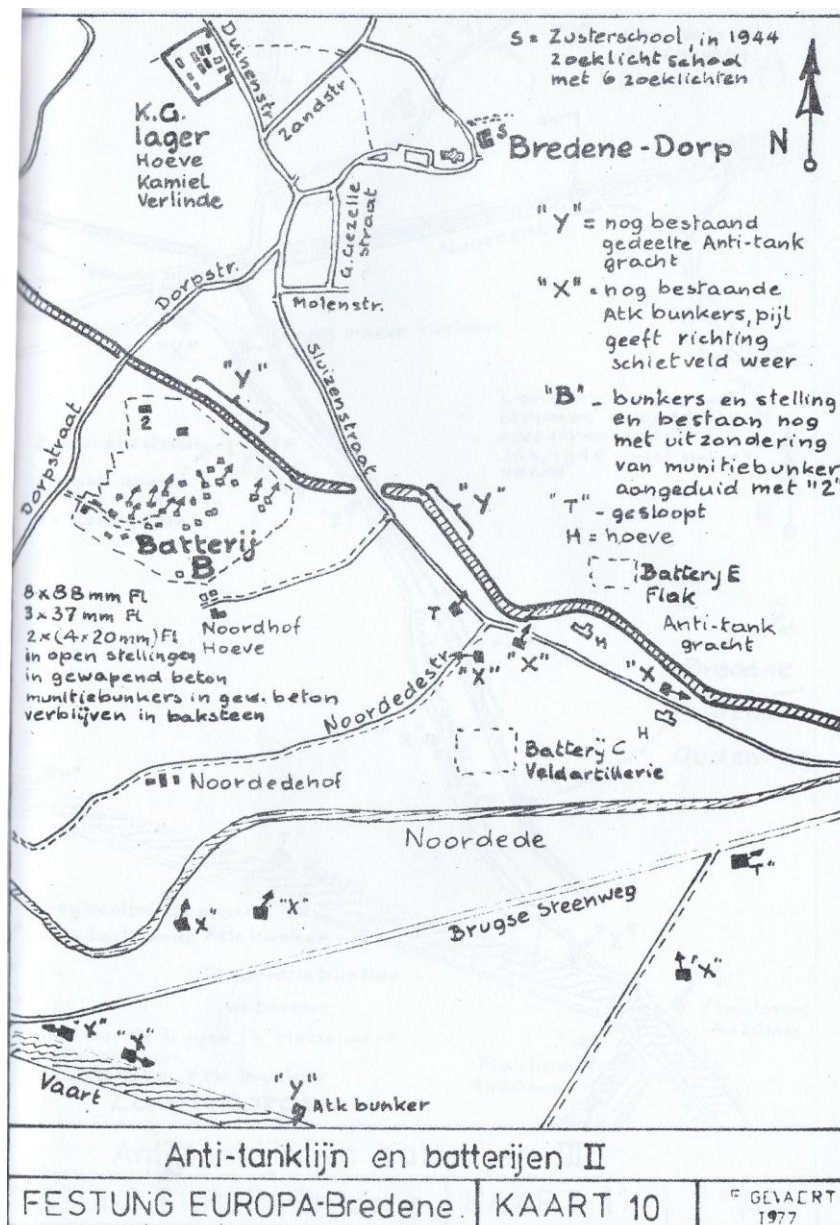 S = Zusterschool, in 1944
zoeklicht school
met 6 zoeklichten
N
Duinenstr.
Zandstr
K.G.
lager
Hoeve
Kamiel
Verlinde
S
Bredene-Dorp
G. Gezelle
straat
"Y" = nog bestaand
gedeelte Anti-tank
gracht
Dorpstr.
Molenstr.
"X" = nog bestaande
Atk bunkers, pijl
geeft richting
schietveld weer
"Y"
Sluizenstraat
"B" - bunkers en stelling
en bestaan nog
met uitzondering
van munitiebunker
aangeduid met "2"
2
Dorpstraat
"Y"
"T" - gesloopt
H = hoeve
Batterij
B
Battery E
Flak
8 x 88 mm Fl
3 x 37 mm Fl
2 x (4 x 20 mm) Fl
in open stellingen
in gewapend beton
munitiebunkers in gew. beton
verblijven in baksteen
Noordhof
Hoeve
T
Anti-tank
gracht
H
"X"
"X"
"X"
Noordedestr
H
Batterij C
Veldartillerie
Noordedehof
Noordede
"T"
"X"
"X"
Brugse Steenweg
"X"
"X"
"X"
Vaart
"Y"
Atk bunker
Anti-tanklijn en batterijen II
FESTUNG EUROPA-Bredene.
KAART 10
F GEVAERT
1977